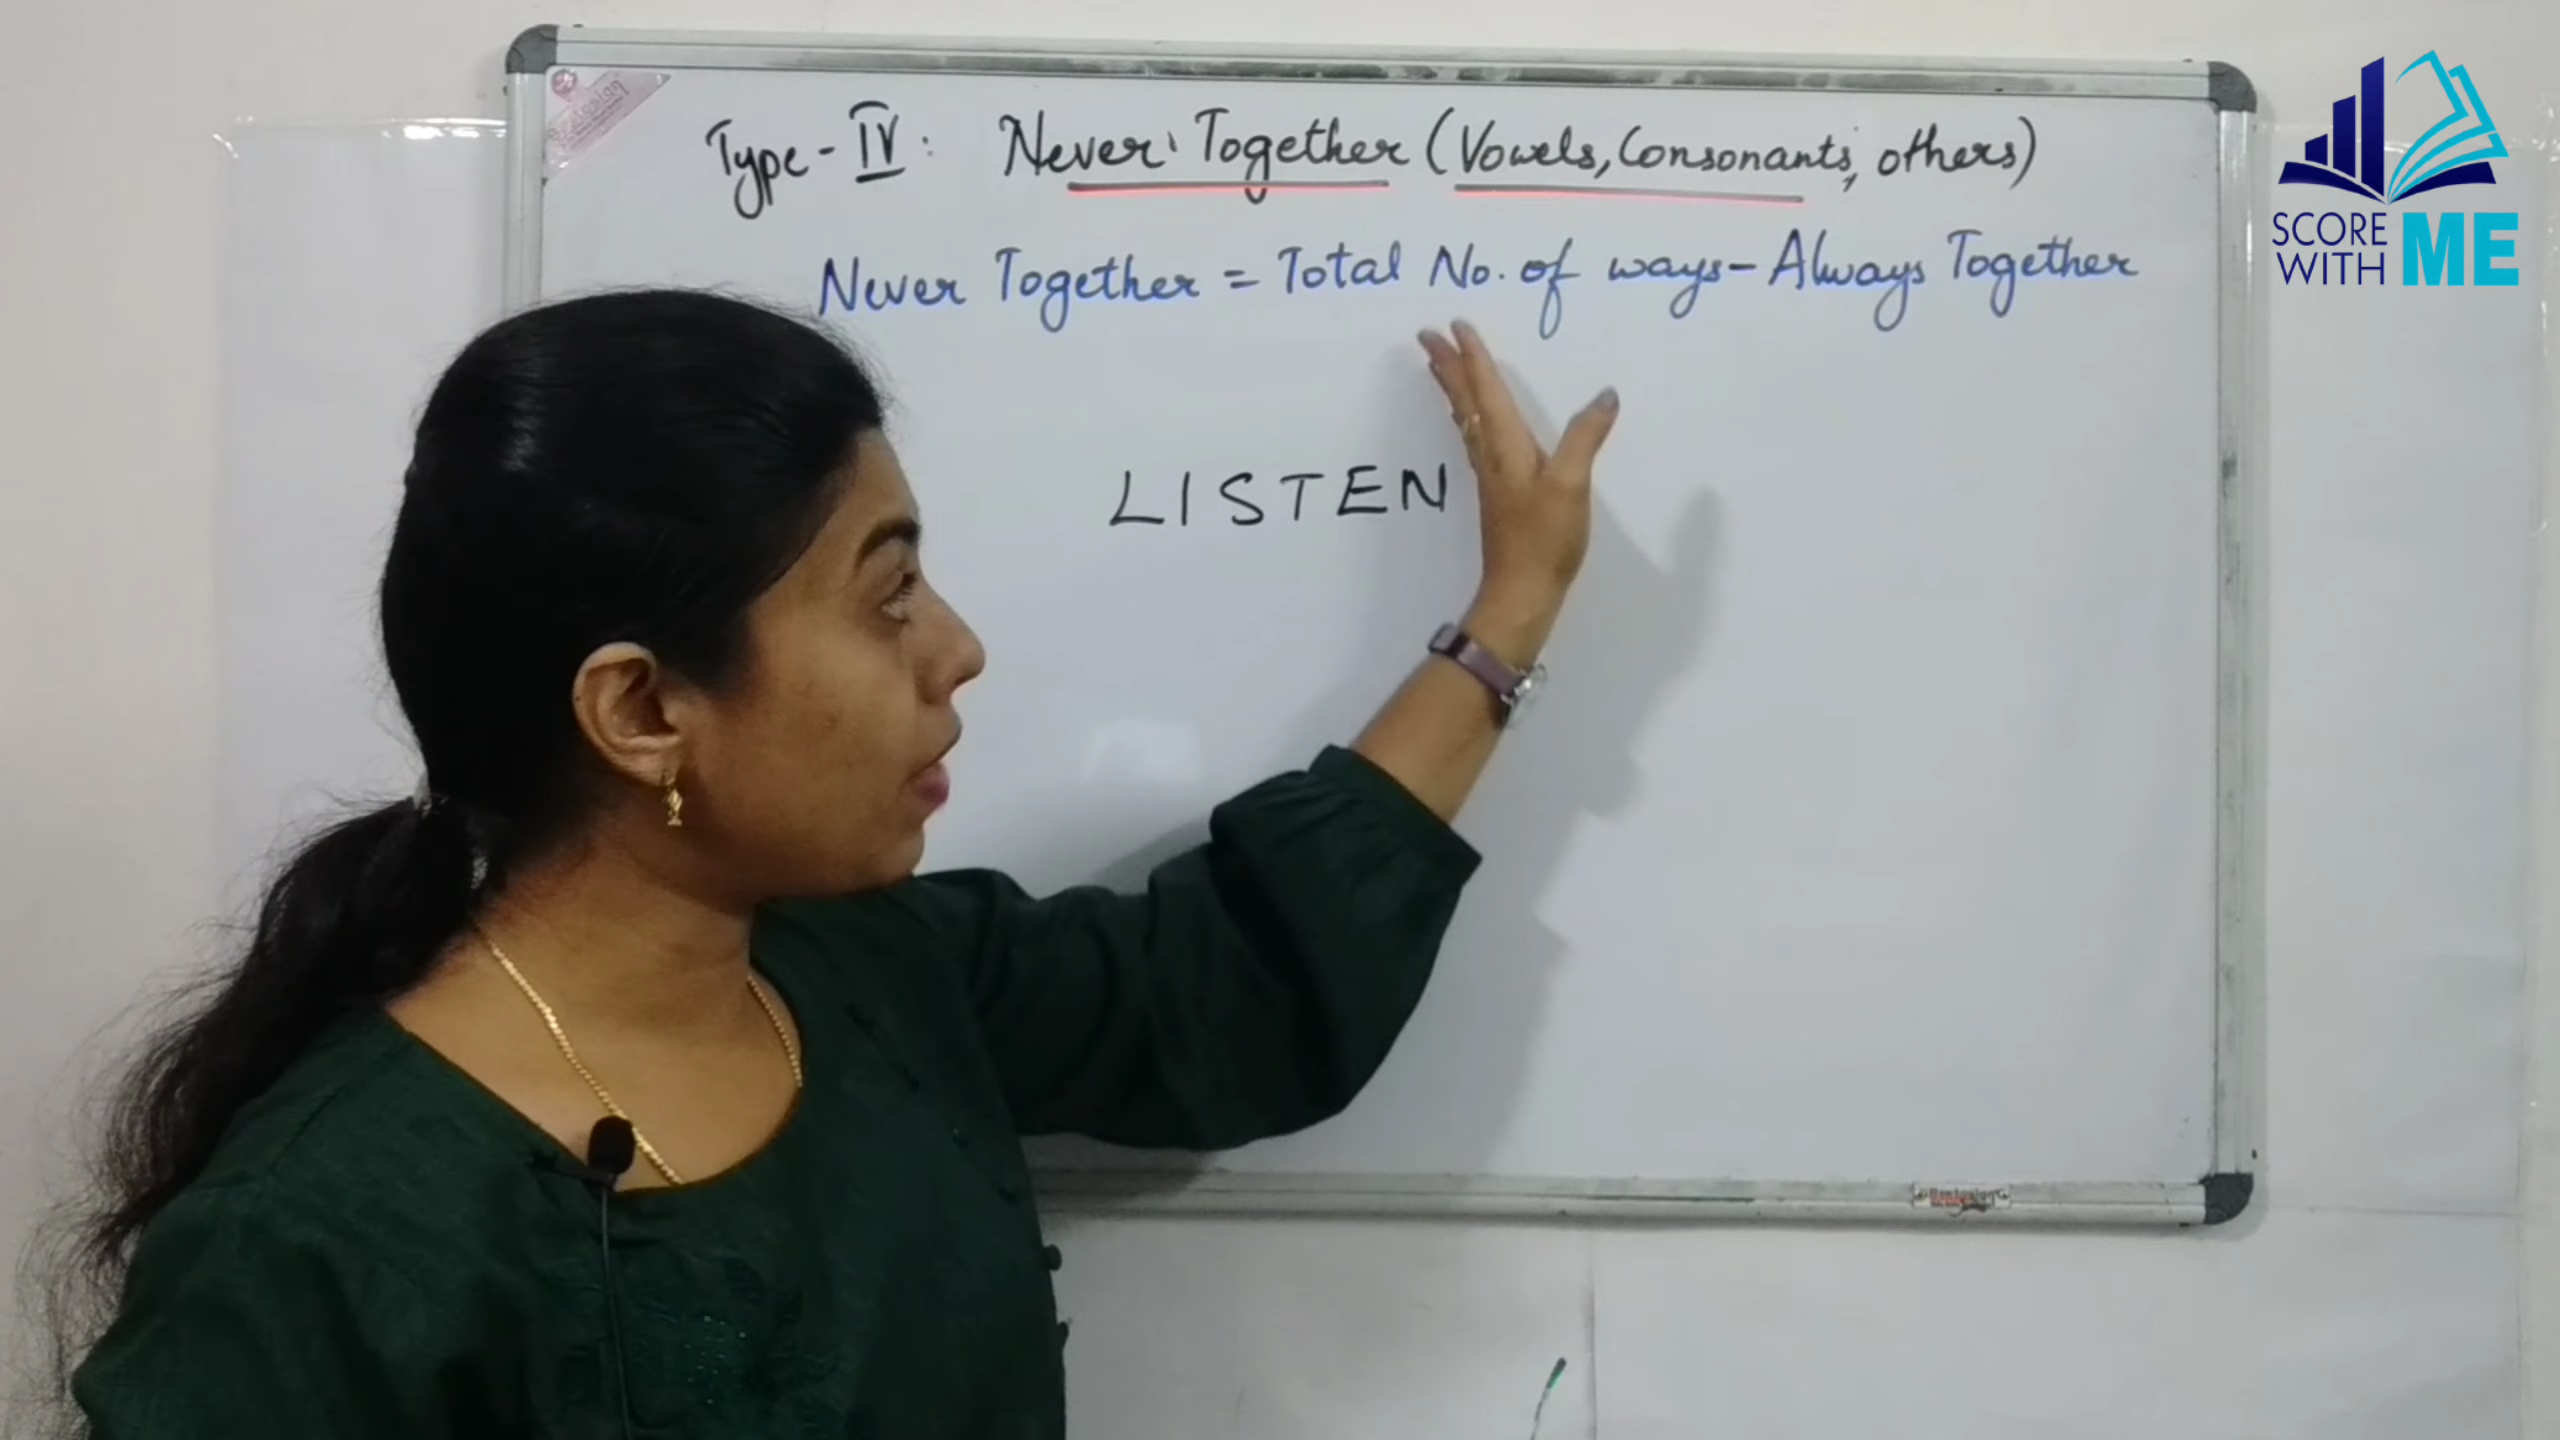 Type - IV : Never Together (Vowels, Consonants, others)
Never Together = Total No. of ways - Always Together
LISTEN
SCORE
WITH ME